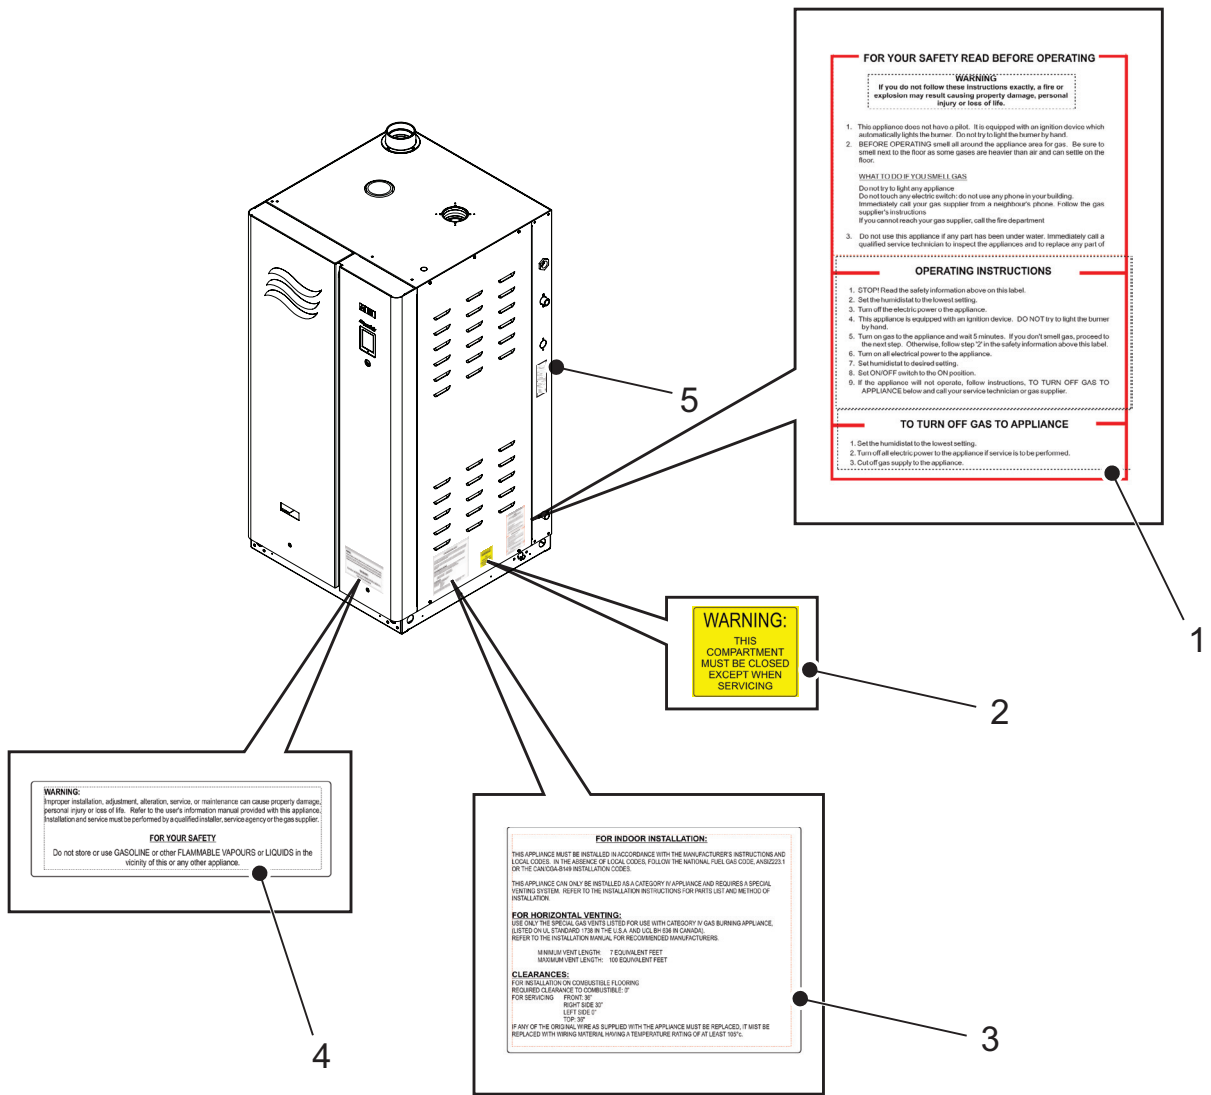 FOR YOUR SAFETY READ BEFORE OPERATING
WARNING
If you do not follow these Instructions exactly, a fire or
explosion may result causing property damage, personal
injury or loss of life.
1. This appliance does not have a pilot. It is equipped with an ignition device which
automatically lights the burner. Do not try to light the burner by hand.
2. BEFORE OPERATING smell all around the appliance area for gas. Be sure to
smell next to the floor as some gases are heavier than air and can settle on the
floor.
WHAT TO DO IF YOU SMELL GAS
Do not try to light any appliance
Do not touch any electric switch: do not use any phone in your building.
Immediately call your gas supplier from a neighbour's phone. Follow the gas
supplier's instructions
If you cannot reach your gas supplier, call the fire department
3. Do not use this appliance if any part has been under water. Immediately call a
qualified service technician to inspect the appliances and to replace any part of
OPERATING INSTRUCTIONS
1. STOP! Read the safety information above on this label.
2. Set the humidistat to the lowest setting.
3. Turn off the electric power o the appliance.
4. This appliance is equipped with an ignition device. DO NOT try to light the burner
by hand.
5. Turn on gas to the appliance and wait 5 minutes. If you don't smell gas, proceed to
the next step. Otherwise, follow step '2' in the safety information above this label.
6. Turn on all electrical power to the appliance.
7. Set humidistat to desired setting.
8. Set ON/OFF switch to the ON position.
9. If the appliance will not operate, follow instructions, TO TURN OFF GAS TO
APPLIANCE below and call your service technician or gas supplier.
TO TURN OFF GAS TO APPLIANCE
1. Set the humidistat to the lowest setting.
2. Turn off all electric power to the appliance if service is to be performed.
3. Cut off gas supply to the appliance.
1
5
WARNING:
THIS
COMPARTMENT
MUST BE CLOSED
EXCEPT WHEN
SERVICING
2
WARNING:
Improper installation, adjustment, alteration, service, or maintenance can cause property damage,
personal injury or loss of life. Refer to the user's information manual provided with this appliance.
Installation and service must be performed by a qualified installer, service agency or the gas supplier.
FOR YOUR SAFETY
Do not store or use GASOLINE or other FLAMMABLE VAPOURS or LIQUIDS in the
vicinity of this or any other appliance.
4
FOR INDOOR INSTALLATION:
THIS APPLIANCE MUST BE INSTALLED IN ACCORDANCE WITH THE MANUFACTURER'S INSTRUCTIONS AND
LOCAL CODES. IN THE ABSENCE OF LOCAL CODES, FOLLOW THE NATIONAL FUEL GAS CODE, ANSIZ223.1
OR THE CAN/CGA-B149 INSTALLATION CODES.
THIS APPLIANCE CAN ONLY BE INSTALLED AS A CATEGORY IV APPLIANCE AND REQUIRES A SPECIAL
VENTING SYSTEM. REFER TO THE INSTALLATION INSTRUCTIONS FOR PARTS LIST AND METHOD OF
INSTALLATION.
FOR HORIZONTAL VENTING:
USE ONLY THE SPECIAL GAS VENTS LISTED FOR USE WITH CATEGORY IV GAS BURNING APPLIANCE,
(LISTED ON UL STANDARD 1738 IN THE U.S.A AND UCL BH 636 IN CANADA).
REFER TO THE INSTALLATION MANUAL FOR RECOMMENDED MANUFACTURERS.
MINIMUM VENT LENGTH: 7 EQUIVALENT FEET
MAXIMUM VENT LENGTH: 100 EQUIVALENT FEET
CLEARANCES:
FOR INSTALLATION ON COMBUSTIBLE FLOORING
REQUIRED CLEARANCE TO COMBUSTIBLE: 0"
FOR SERVICING FRONT: 36"
RIGHT SIDE 30"
LEFT SIDE 0"
TOP: 36"
IF ANY OF THE ORIGINAL WIRE AS SUPPLIED WITH THE APPLIANCE MUST BE REPLACED, IT MIST BE
REPLACED WITH WIRING MATERIAL HAVING A TEMPERATURE RATING OF AT LEAST 105°c.
3